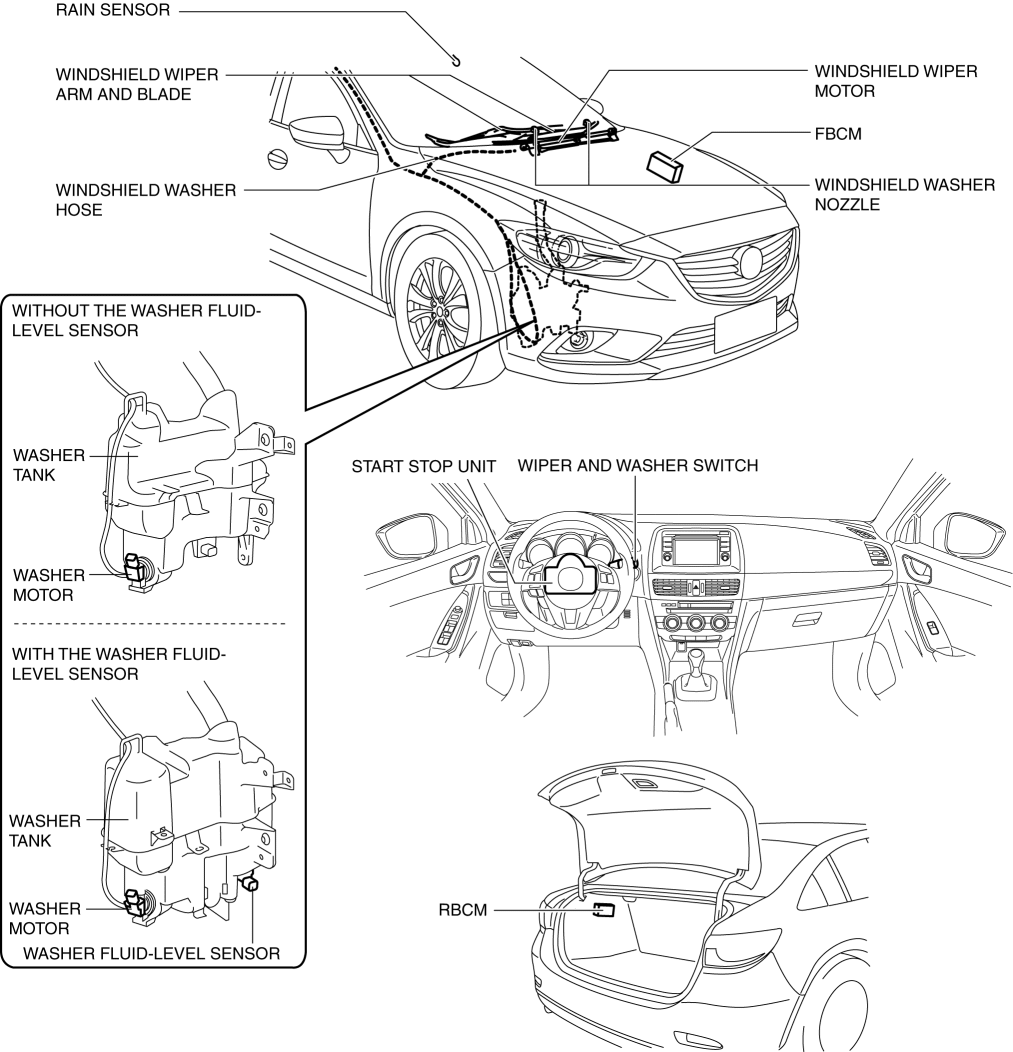 RAIN SENSOR
WINDSHIELD WIPER
ARM AND BLADE
WINDSHIELD WIPER
MOTOR
FBCM
WINDSHIELD WASHER
HOSE
WINDSHIELD WASHER
NOZZLE
WITHOUT THE WASHER FLUID-
LEVEL SENSOR
WASHER
TANK
WASHER
MOTOR
WITH THE WASHER FLUID-
LEVEL SENSOR
WASHER
TANK
WASHER
MOTOR
WASHER FLUID-LEVEL SENSOR
START STOP UNIT
WIPER AND WASHER SWITCH
RBCM